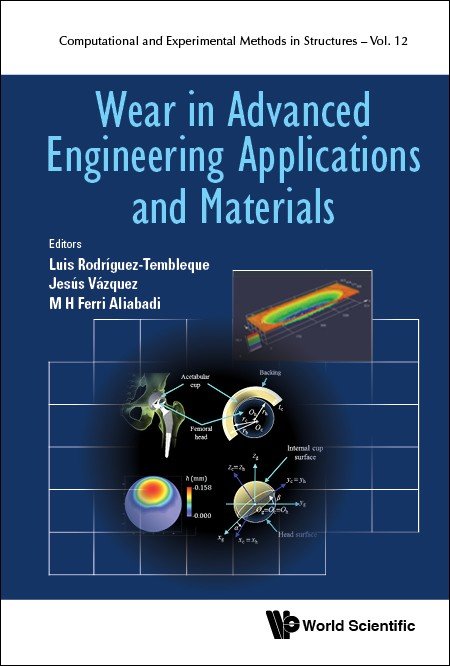 Computational and Experimental Methods in Structures – Vol. 12
Wear in Advanced
Engineering Applications
and Materials
Editors
Luis Rodríguez-Tembleque
Jesús Vázquez
M H Ferri Aliabadi
Acetabular
cup
Backing
Femoral
head
Internal cup
surface
δ (mm)
-0.158
-0.000
Head surface
World Scientific